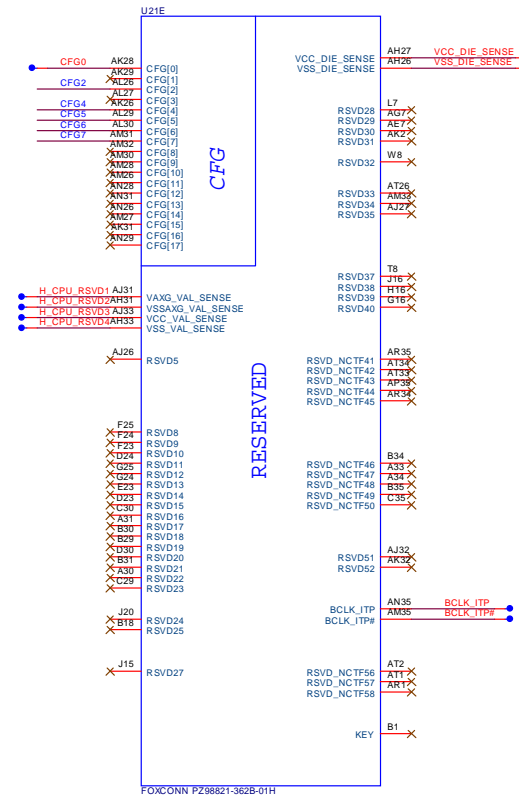 U21E
CFG0 AK28 CFG[0]
AK29 CFG[1]
CFG2 AL26 CFG[2]
AL27 CFG[3]
CFG4 AK26 CFG[4]
CFG5 AL29 CFG[5]
CFG6 AL30 CFG[6]
CFG7 AM31 CFG[7]
AM32 CFG[8]
AM30 CFG[9]
AM28 CFG[10]
AM26 CFG[11]
AN28 CFG[12]
AN31 CFG[13]
AN26 CFG[14]
AM27 CFG[15]
AK31 CFG[16]
AN29 CFG[17]
CFG
H_CPU_RSVD1 AJ31 VAXG_VAL_SENSE
H_CPU_RSVD2 AH31 VSSAXG_VAL_SENSE
H_CPU_RSVD3 AJ33 VCC_VAL_SENSE
H_CPU_RSVD4 AH33 VSS_VAL_SENSE
AJ26 RSVD5
RESERVED
F25 RSVD8
F24 RSVD9
F23 RSVD10
D24 RSVD11
G25 RSVD12
G24 RSVD13
E23 RSVD14
D23 RSVD15
C30 RSVD16
A31 RSVD17
B30 RSVD18
B29 RSVD19
D30 RSVD20
B31 RSVD21
A30 RSVD22
C29 RSVD23
J20 RSVD24
B18 RSVD25
J15 RSVD27
VCC_DIE_SENSE AH27 VCC_DIE_SENSE
VSS_DIE_SENSE AH26 VSS_DIE_SENSE
RSVD28 L7
RSVD29 AG7
RSVD30 AE7
RSVD31 AK2
RSVD32 W8
RSVD33 AT26
RSVD34 AM33
RSVD35 AJ27
RSVD37 T8
RSVD38 J16
RSVD39 H16
RSVD40 G16
RSVD_NCTF41 AR35
RSVD_NCTF42 AT34
RSVD_NCTF43 AT33
RSVD_NCTF44 AP35
RSVD_NCTF45 AR34
RSVD_NCTF46 B34
RSVD_NCTF47 A33
RSVD_NCTF48 A34
RSVD_NCTF49 B35
RSVD_NCTF50 C35
RSVD51 AJ32
RSVD52 AK32
BCLK_ITP AN35 BCLK_ITP
BCLK_ITP# AM35 BCLK_ITP#
RSVD_NCTF56 AT2
RSVD_NCTF57 AT1
RSVD_NCTF58 AR1
KEY B1
FOXCONN PZ98821-362B-01H